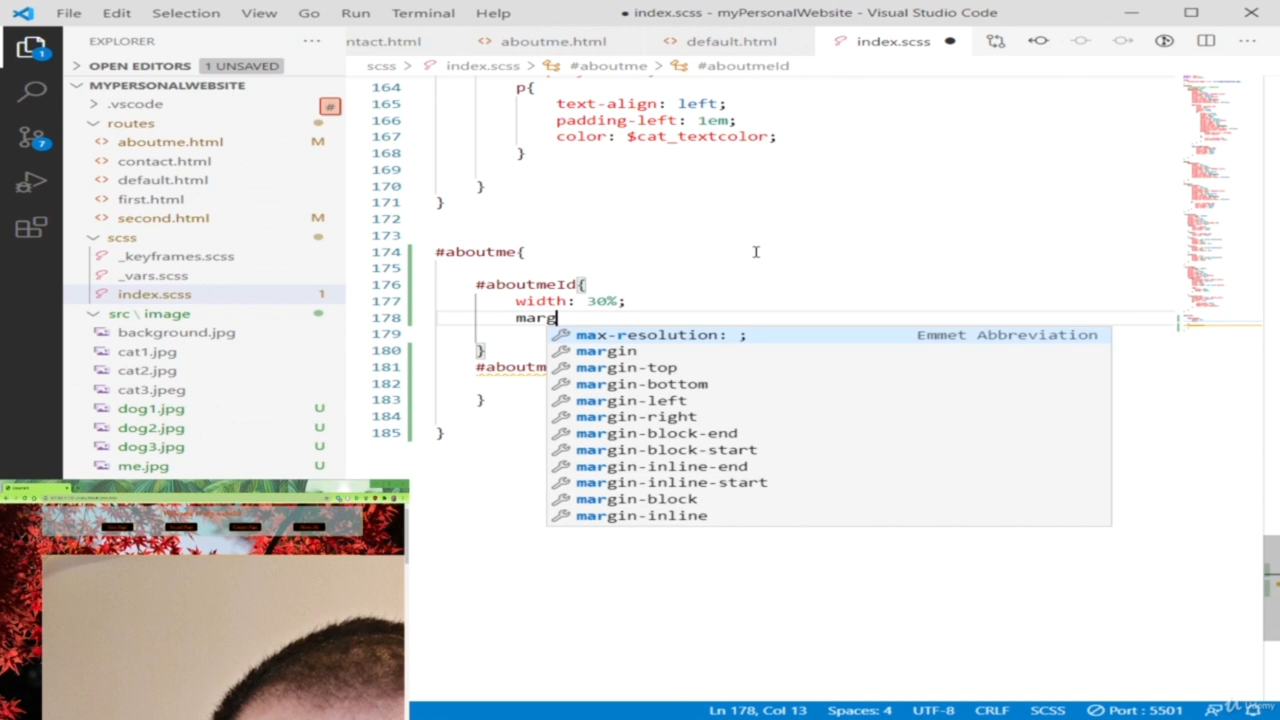 File Edit Selection View Go Run Terminal Help
● index.scss - myPersonalWebsite - Visual Studio Code
EXPLORER
OPEN EDITORS 1 UNSAVED
MYPERSONALWEBSITE
.vscode
#
routes
aboutme.html M
contact.html
default.html
first.html
second.html M
scss
_keyframes.scss
_vars.scss
index.scss 1
src \ image
background.jpg
cat1.jpg
cat2.jpg
cat3.jpeg
dog1.jpg U
dog2.jpg U
dog3.jpg U
me.jpg U
1
7
ntact.html aboutme.html default.html index.scss
scss > index.scss > #aboutme > #aboutmeId
164 p{
165 text-align: left;
166 padding-left: 1em;
167 color: $cat_textcolor;
168 }
169
170 }
171 }
172
173
174 #aboutme{
175
176 #aboutmeId{
177 width: 30%;
178 marg
179
180 }
181 #aboutm
182
183 }
184
185 }
max-resolution: ; Emmet Abbreviation
margin
margin-top
margin-bottom
margin-left
margin-right
margin-block-end
margin-block-start
margin-inline-end
margin-inline-start
margin-block
margin-inline
Ln 178, Col 13 Spaces: 4 UTF-8 CRLF SCSS Port : 5501
Udemy